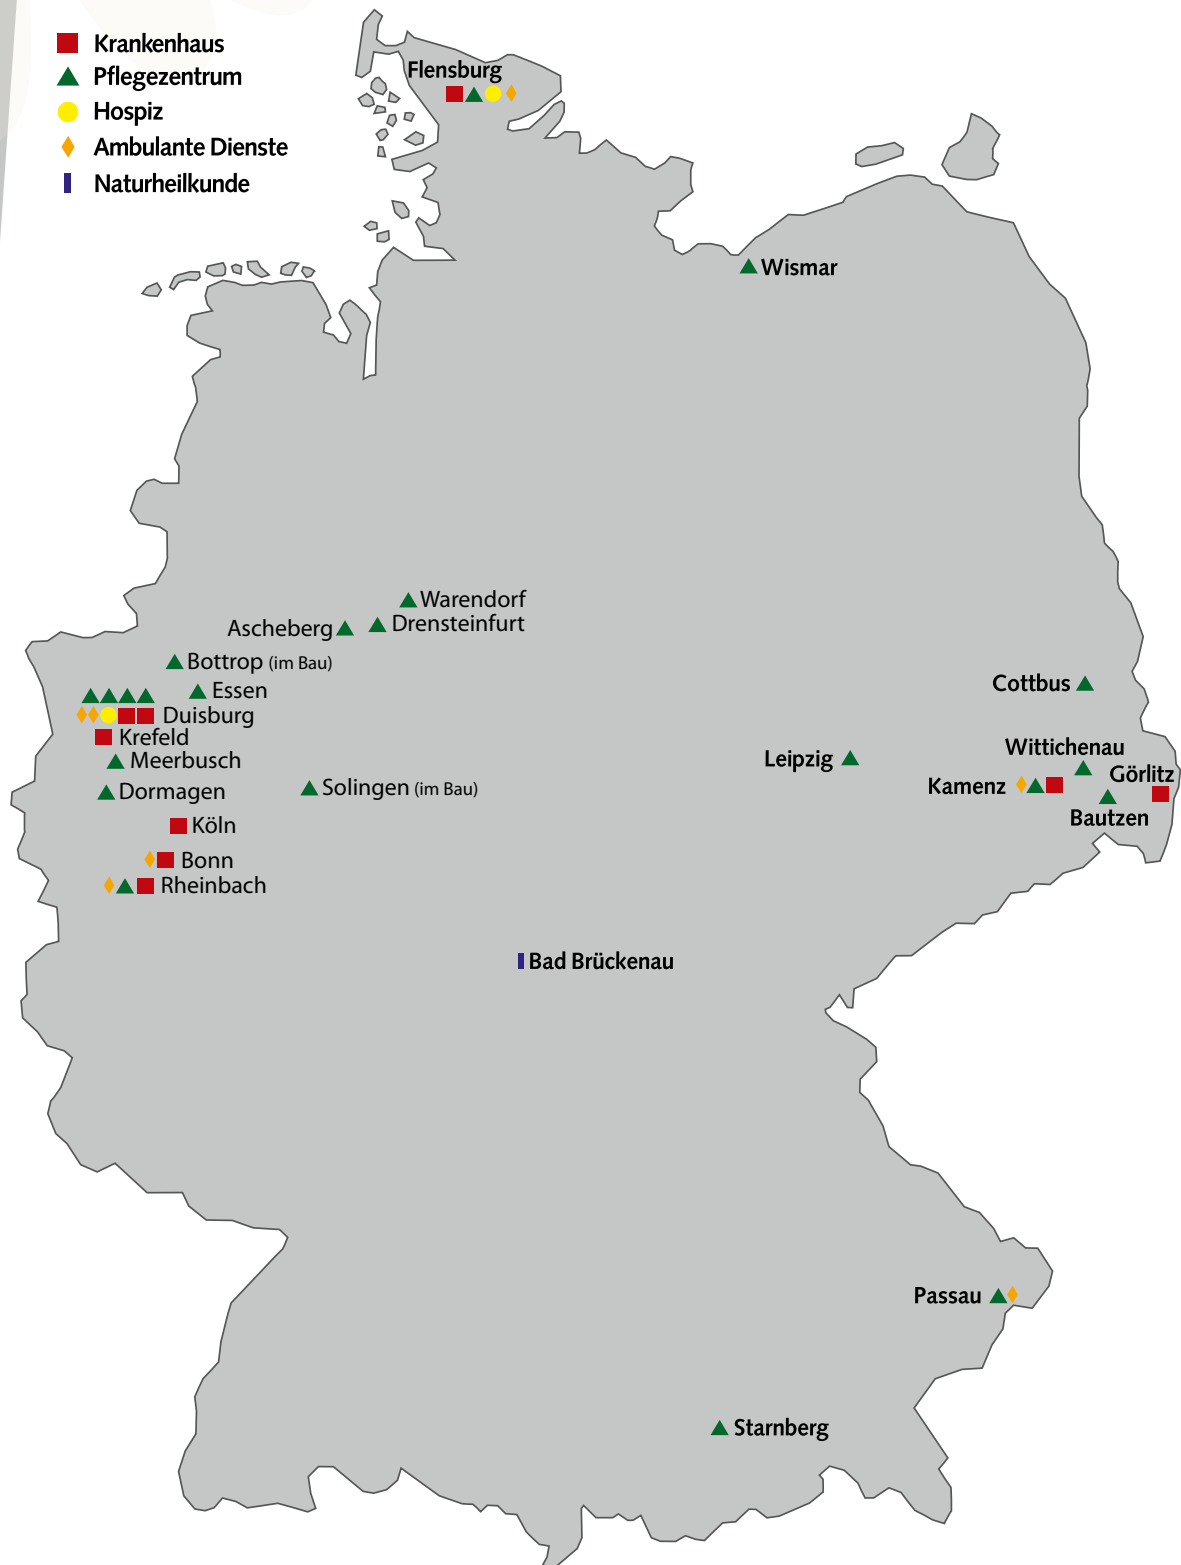 Krankenhaus
Pflegezentrum
Hospiz
Ambulante Dienste
Naturheilkunde
Flensburg
Wismar
Warendorf
Drensteinfurt
Ascheberg
Bottrop (im Bau)
Essen
Duisburg
Krefeld
Meerbusch
Dormagen
Solingen (im Bau)
Köln
Bonn
Rheinbach
Cottbus
Wittichenau
Leipzig
Görlitz
Kamenz
Bautzen
Bad Brückenau
Passau
Starnberg